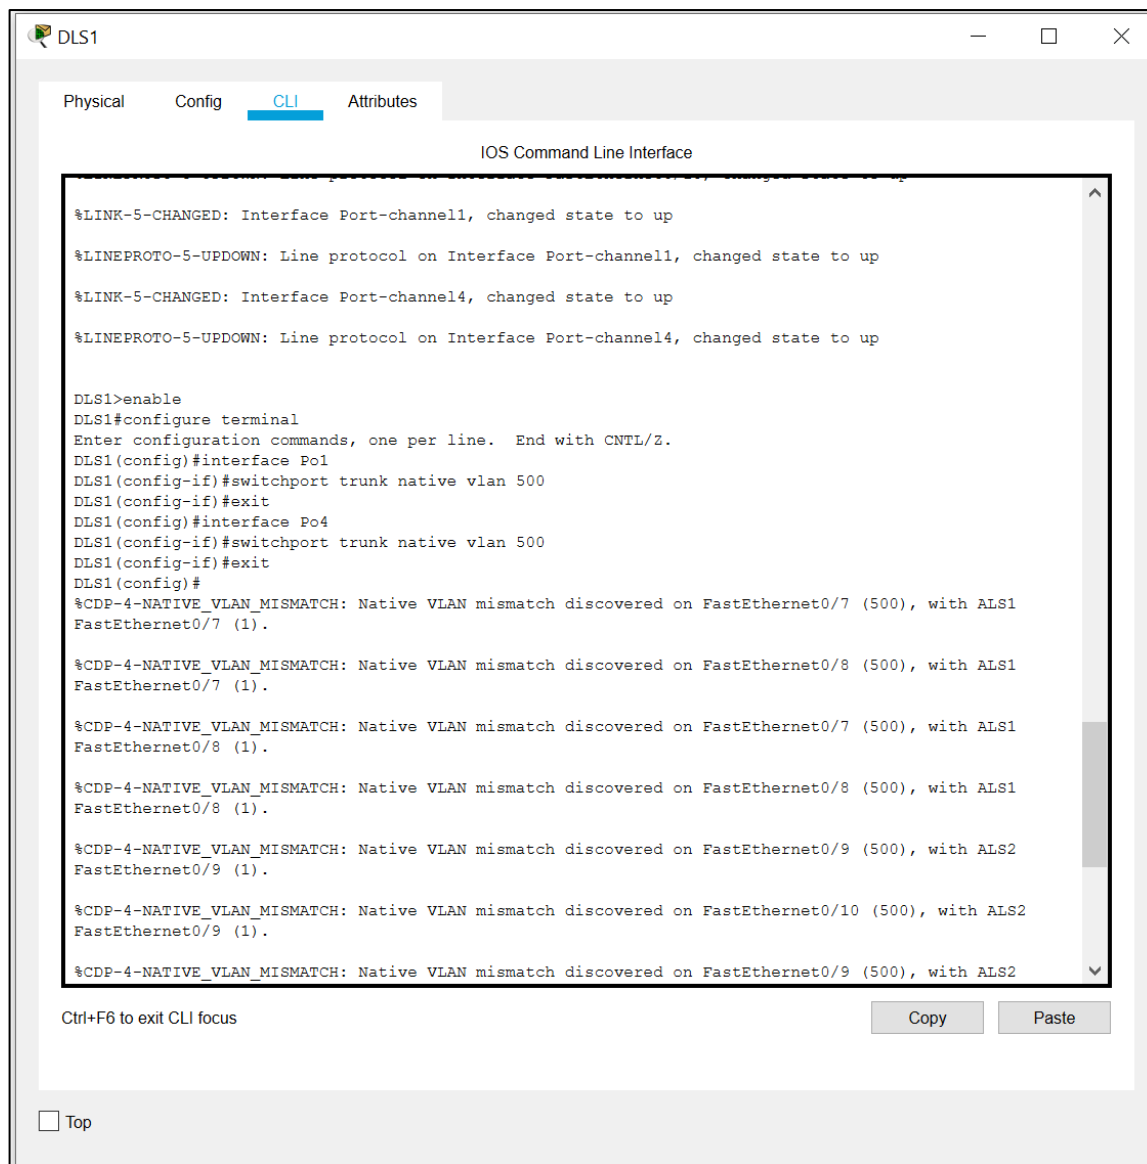 DLS1
Physical Config CLI Attributes
IOS Command Line Interface
%LINK-5-CHANGED: Interface Port-channel1, changed state to up
%LINEPROTO-5-UPDOWN: Line protocol on Interface Port-channel1, changed state to up
%LINK-5-CHANGED: Interface Port-channel4, changed state to up
%LINEPROTO-5-UPDOWN: Line protocol on Interface Port-channel4, changed state to up
DLS1>enable
DLS1#configure terminal
Enter configuration commands, one per line.  End with CNTL/Z.
DLS1(config)#interface Po1
DLS1(config-if)#switchport trunk native vlan 500
DLS1(config-if)#exit
DLS1(config)#interface Po4
DLS1(config-if)#switchport trunk native vlan 500
DLS1(config-if)#exit
DLS1(config)#
%CDP-4-NATIVE_VLAN_MISMATCH: Native VLAN mismatch discovered on FastEthernet0/7 (500), with ALS1
FastEthernet0/7 (1).
%CDP-4-NATIVE_VLAN_MISMATCH: Native VLAN mismatch discovered on FastEthernet0/8 (500), with ALS1
FastEthernet0/7 (1).
%CDP-4-NATIVE_VLAN_MISMATCH: Native VLAN mismatch discovered on FastEthernet0/7 (500), with ALS1
FastEthernet0/8 (1).
%CDP-4-NATIVE_VLAN_MISMATCH: Native VLAN mismatch discovered on FastEthernet0/8 (500), with ALS1
FastEthernet0/8 (1).
%CDP-4-NATIVE_VLAN_MISMATCH: Native VLAN mismatch discovered on FastEthernet0/9 (500), with ALS2
FastEthernet0/9 (1).
%CDP-4-NATIVE_VLAN_MISMATCH: Native VLAN mismatch discovered on FastEthernet0/10 (500), with ALS2
FastEthernet0/9 (1).
%CDP-4-NATIVE_VLAN_MISMATCH: Native VLAN mismatch discovered on FastEthernet0/9 (500), with ALS2
Ctrl+F6 to exit CLI focus
Copy Paste
Top